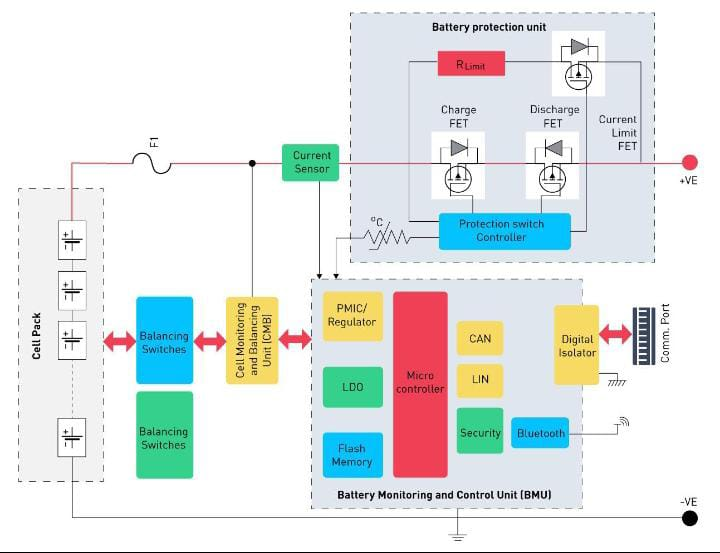 Battery protection unit
R Limit
Charge
FET
Discharge
FET
Current
Limit
FET
F1
Current
Sensor
+VE
°C
Protection switch
Controller
Cell Pack
Balancing
Switches
Balancing
Switches
Cell Monitoring
and Balancing
Unit (CMB)
PMIC/
Regulator
LDO
Flash
Memory
Micro
controller
CAN
LIN
Security
Bluetooth
Digital
Isolator
Comm. Port
Battery Monitoring and Control Unit (BMU)
-VE